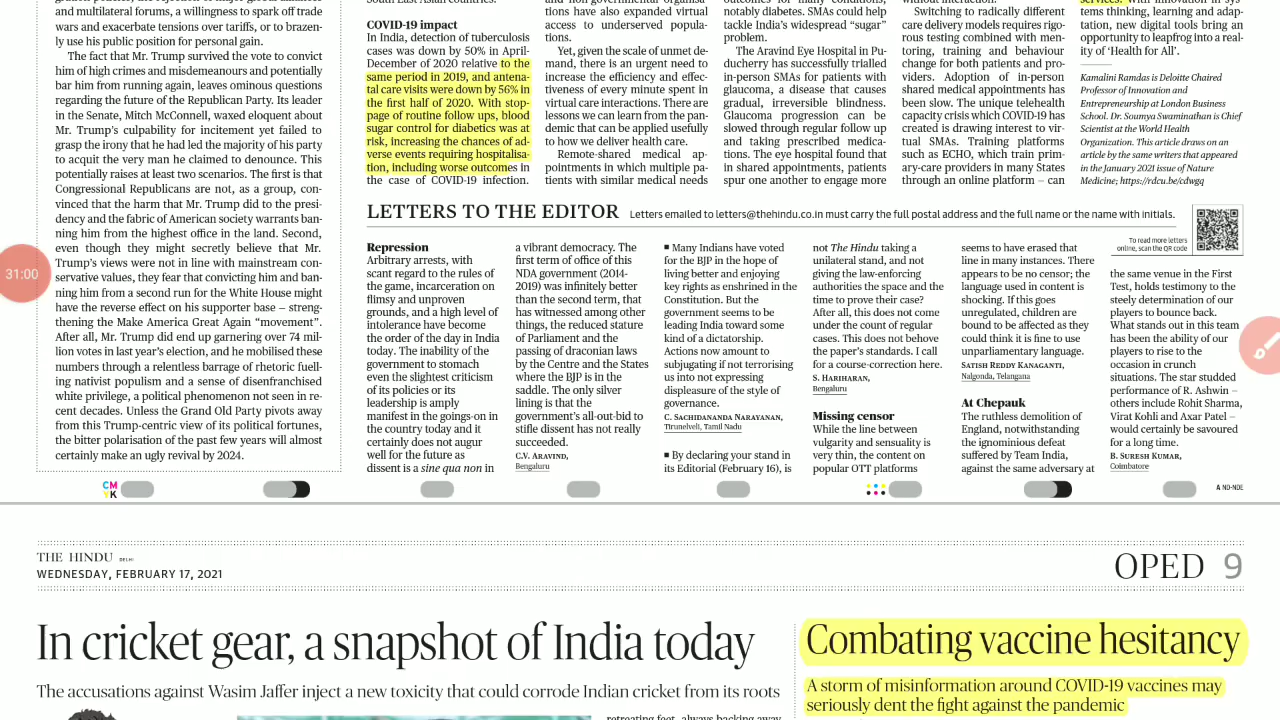 and multilateral forums, a willingness to spark off trade
wars and exacerbate tensions over tariffs, or to brazen-
ly use his public position for personal gain.
The fact that Mr. Trump survived the vote to convict
him of high crimes and misdemeanours and potentially
bar him from running again, leaves ominous questions
regarding the future of the Republican Party. Its leader
in the Senate, Mitch McConnell, waxed eloquent about
Mr. Trump's culpability for incitement yet failed to
grasp the irony that he had led the majority of his party
to acquit the very man he claimed to denounce. This
potentially raises at least two scenarios. The first is that
Congressional Republicans are not, as a group, con-
vinced that the harm that Mr. Trump did to the presi-
dency and the fabric of American society warrants ban-
ning him from the highest office in the land. Second,
even though they might secretly believe that Mr.
Trump's views were not in line with mainstream con-
servative values, they fear that convicting him and ban-
ning him from a second run for the White House might
have the reverse effect on his supporter base – streng-
thening the Make America Great Again “movement”.
After all, Mr. Trump did end up garnering over 74 mil-
lion votes in last year's election, and he mobilised these
numbers through a relentless barrage of rhetoric fuell-
ing nativist populism and a sense of disenfranchised
white privilege, a political phenomenon not seen in re-
cent decades. Unless the Grand Old Party pivots away
from this Trump-centric view of its political fortunes,
the bitter polarisation of the past few years will almost
certainly make an ugly revival by 2024.
31:00
COVID-19 impact
In India, detection of tuberculosis
cases was down by 50% in April-
December of 2020 relative to the
same period in 2019, and antena-
tal care visits were down by 56% in
the first half of 2020. With stop-
page of routine follow ups, blood
sugar control for diabetics was at
risk, increasing the chances of ad-
verse events requiring hospitalisa-
tion, including worse outcomes in
the case of COVID-19 infection.
tions have also expanded virtual
access to underserved popula-
tions.
Yet, given the scale of unmet de-
mand, there is an urgent need to
increase the efficiency and effec-
tiveness of every minute spent in
virtual care interactions. There are
lessons we can learn from the pan-
demic that can be applied usefully
to how we deliver health care.
Remote-shared medical ap-
pointments in which multiple pa-
tients with similar medical needs
notably diabetes. SMAs could help
tackle India's widespread “sugar”
problem.
The Aravind Eye Hospital in Pu-
ducherry has successfully trialled
in-person SMAs for patients with
glaucoma, a disease that causes
gradual, irreversible blindness.
Glaucoma progression can be
slowed through regular follow up
and taking prescribed medica-
tions. The eye hospital found that
in shared appointments, patients
spur one another to engage more
Switching to radically different
care delivery models requires rigo-
rous testing combined with men-
toring, training and behaviour
change for both patients and pro-
viders. Adoption of in-person
shared medical appointments has
been slow. The unique telehealth
capacity crisis which COVID-19 has
created is drawing interest to vir-
tual SMAs. Training platforms
such as ECHO, which train prim-
ary-care providers in many States
through an online platform – can
tems thinking, learning and adap-
tation, new digital tools bring an
opportunity to leapfrog into a real-
ity of ‘Health for All’.
Kamalini Ramdas is Deloitte Chaired
Professor of Innovation and
Entrepreneurship at London Business
School. Dr. Soumya Swaminathan is Chief
Scientist at the World Health
Organization. This article draws on an
article by the same writers that appeared
in the January 2021 issue of Nature
Medicine; https://rdcu.be/cdwgq
LETTERS TO THE EDITOR Letters emailed to letters@thehindu.co.in must carry the full postal address and the full name or the name with initials.
To read more letters
online, scan the QR code
Repression
Arbitrary arrests, with
scant regard to the rules of
the game, incarceration on
flimsy and unproven
grounds, and a high level of
intolerance have become
the order of the day in India
today. The inability of the
government to stomach
even the slightest criticism
of its policies or its
leadership is amply
manifest in the goings-on in
the country today and it
certainly does not augur
well for the future as
dissent is a sine qua non in
a vibrant democracy. The
first term of office of this
NDA government (2014-
2019) was infinitely better
than the second term, that
has witnessed among other
things, the reduced stature
of Parliament and the
passing of draconian laws
by the Centre and the States
where the BJP is in the
saddle. The only silver
lining is that the
government's all-out-bid to
stifle dissent has not really
succeeded.
C.V. ARAVIND,
Bengaluru
■ Many Indians have voted
for the BJP in the hope of
living better and enjoying
key rights as enshrined in the
Constitution. But the
government seems to be
leading India toward some
kind of a dictatorship.
Actions now amount to
subjugating if not terrorising
us into not expressing
displeasure of the style of
governance.
C. SACHIDANANDA NARAYANAN,
Tirunelveli, Tamil Nadu
■ By declaring your stand in
its Editorial (February 16), is
not The Hindu taking a
unilateral stand, and not
giving the law-enforcing
authorities the space and the
time to prove their case?
After all, this does not come
under the count of regular
cases. This does not behove
the paper's standards. I call
for a course-correction here.
S. HARIHARAN,
Bengaluru
Missing censor
While the line between
vulgarity and sensuality is
very thin, the content on
popular OTT platforms
seems to have erased that
line in many instances. There
appears to be no censor; the
language used in content is
shocking. If this goes
unregulated, children are
bound to be affected as they
could think it is fine to use
unparliamentary language.
SATISH REDDY KANAGANTI,
Nalgonda, Telangana
At Chepauk
The ruthless demolition of
England, notwithstanding
the ignominious defeat
suffered by Team India,
against the same adversary at
the same venue in the First
Test, holds testimony to the
steely determination of our
players to bounce back.
What stands out in this team
has been the ability of our
players to rise to the
occasion in crunch
situations. The star studded
performance of R. Ashwin –
others include Rohit Sharma,
Virat Kohli and Axar Patel –
would certainly be savoured
for a long time.
B. SURESH KUMAR,
Coimbatore
CM
YK
A ND-NDE
THE HINDU DELHI
WEDNESDAY, FEBRUARY 17, 2021
OPED 9
In cricket gear, a snapshot of India today
The accusations against Wasim Jaffer inject a new toxicity that could corrode Indian cricket from its roots
Combating vaccine hesitancy
A storm of misinformation around COVID-19 vaccines may
seriously dent the fight against the pandemic